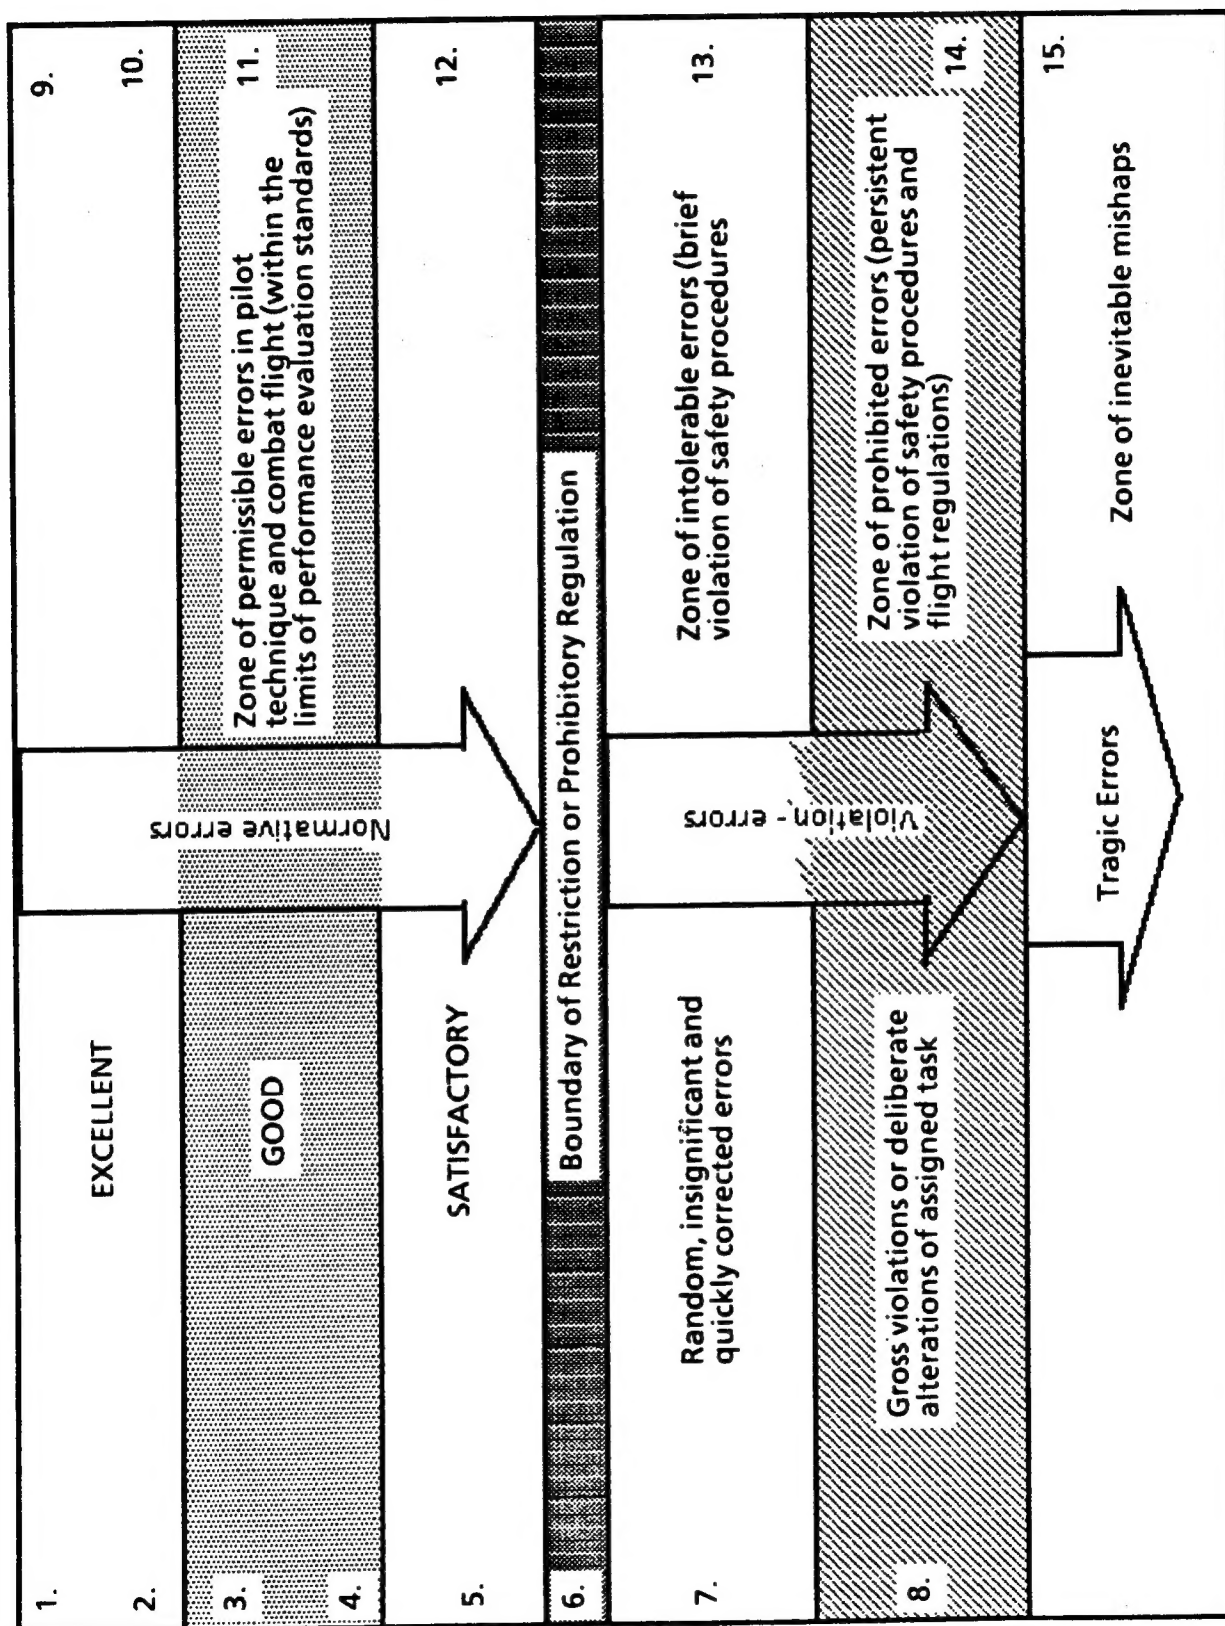 1.
9.
EXCELLENT
2.
10.
3.
GOOD
Zone of permissible errors in pilot
technique and combat flight (within the
limits of performance evaluation standards)
11.
4.
Normative errors
5.
SATISFACTORY
12.
6.
Boundary of Restriction or Prohibitory Regulation
7.
Random, insignificant and
quickly corrected errors
Violation - errors
Zone of intolerable errors (brief
violation of safety procedures
13.
8.
Gross violations or deliberate
alterations of assigned task
Zone of prohibited errors (persistent
violation of safety procedures and
flight regulations)
14.
15.
Tragic Errors
Zone of inevitable mishaps